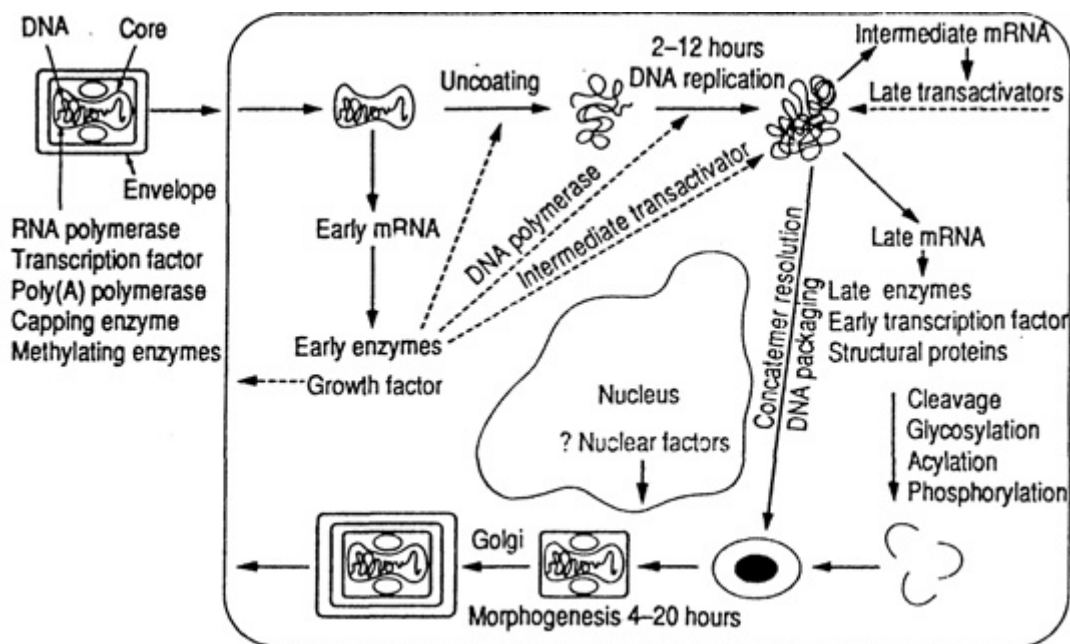 DNA
Core
Envelope
RNA polymerase
Transcription factor
Poly(A) polymerase
Capping enzyme
Methylating enzymes
Uncoating
2–12 hours
DNA replication
Intermediate mRNA
Late transactivators
Early mRNA
DNA polymerase
Intermediate transactivator
Early enzymes
Growth factor
Late mRNA
Late enzymes
Early transcription factor
Structural proteins
Concatemer resolution
DNA packaging
Nucleus
? Nuclear factors
Cleavage
Glycosylation
Acylation
Phosphorylation
Golgi
Morphogenesis 4–20 hours